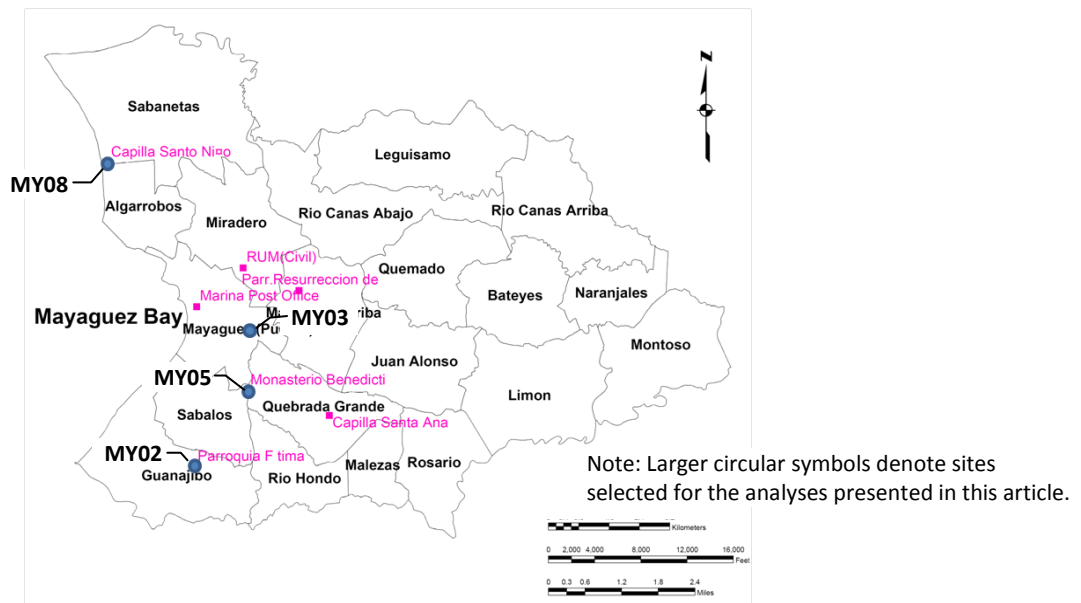 Z
Sabanetas
Capilla Santo Ni¤o
Leguisamo
MY08
Algarrobos
Miradero
Rio Canas Abajo
Rio Canas Arriba
RUM(Civil)
Quemado
Parr.Resurreccion de
Marina Post Office
Bateyes
Naranjales
Mayaguez Bay
MY03
Montoso
Juan Alonso
MY05
Monasterio Benedicti
Limon
Sabalos
Quebrada Grande
Capilla Santa Ana
MY02
Parroquia F tima
Guanajibo
Rio Hondo
Malezas
Rosario
Note: Larger circular symbols denote sites
selected for the analyses presented in this article.
Kilometers
0 2,000 4,000 8,000 12,000 16,000
Feet
0 0.3 0.6 1.2 1.8 2.4
Miles